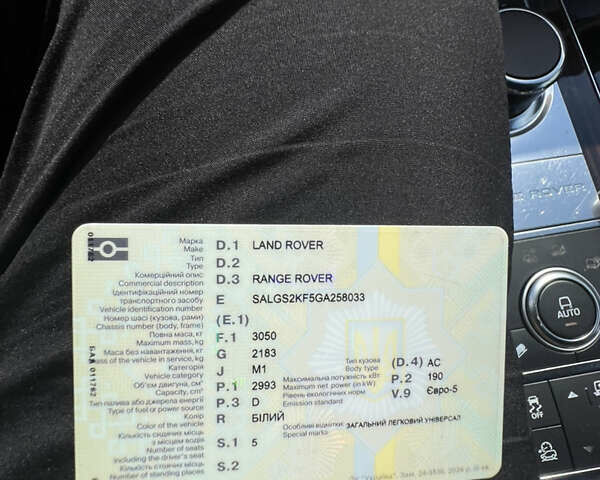 Марка D.1 LAND ROVER
Make
Тип D.2
Type
Комерційний опис D.3 RANGE ROVER
Commercial description
Ідентифікаційний номер
транспортного засобу E SALGS2KF5GA258033
Vehicle identification number
Номер шасі (кузова, рами) (E.1)
Chassis number (body, frame)
Повна маса, кг F.1 3050
Maximum mass, kg
Маса без навантаження, кг G 2183
Mass of the vehicle in service, kg
Категорія J M1
Vehicle category
Об'єм двигуна, см³ P.1 2993
Capacity, cm³
Тип палива або джерела енергії P.3 D
Type of fuel or power source
Колір R БІЛИЙ
Color of the vehicle
Кількість сидячих місць
з місцем водія S.1 5
Number of seats
including the driver's seat
Кількість стоячих місць S.2
Number of standing
Тип кузова (D.4) AC
Body type
Максимальна потужність кВт P.2 190
Maximum net power (in kW)
Рівень екологічних норм V.9 Євро-5
Emission standard
Особливі відмітки ЗАГАЛЬНИЙ ЛЕГКОВИЙ УНІВЕРСАЛ
Special marks
011762
ROVER
AUTO
OFF